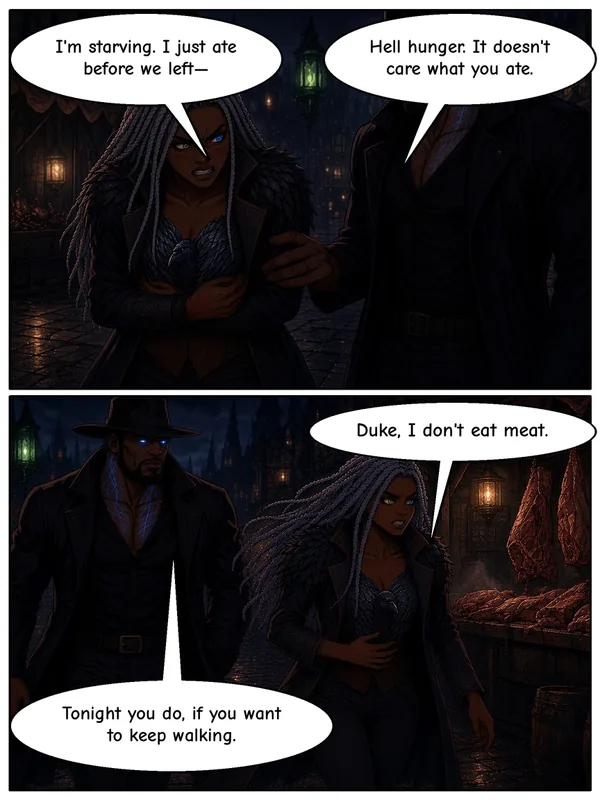 I'm starving. I just ate
before we left—
Hell hunger. It doesn't
care what you ate.
Duke, I don't eat meat.
Tonight you do, if you want
to keep walking.